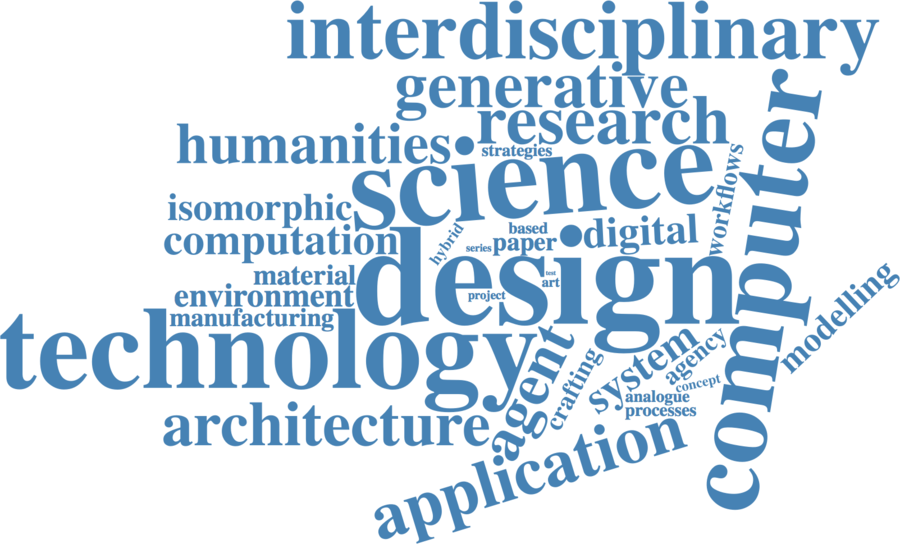 interdisciplinary
generative
research
humanities
strategies
science
computer
workflows
isomorphic
computation
hybrid
series
based
paper
digital
material
environment
manufacturing
design
project
test
art
technology
modelling
architecture
agent
crafting
system
agency
concept
analogue
processes
application